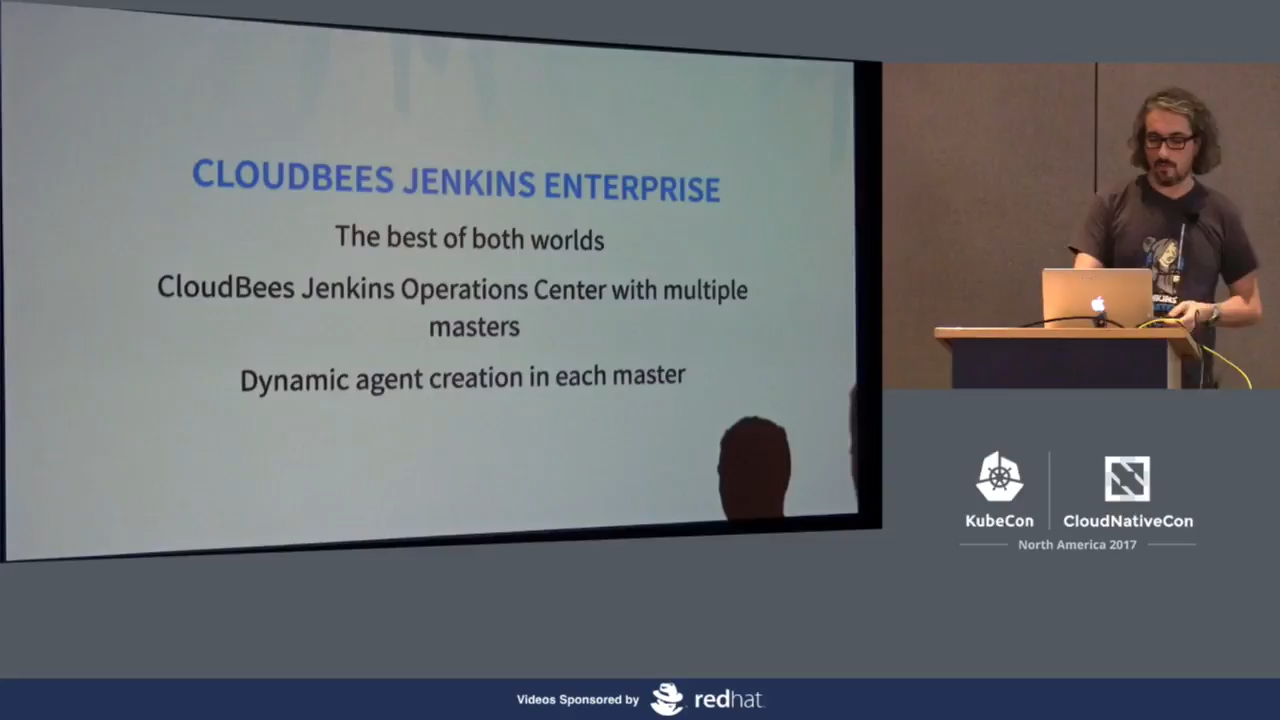 CLOUDBEES JENKINS ENTERPRISE
The best of both worlds
CloudBees Jenkins Operations Center with multiple
masters
Dynamic agent creation in each master
KubeCon
CloudNativeCon
North America 2017
Videos Sponsored by
redhat